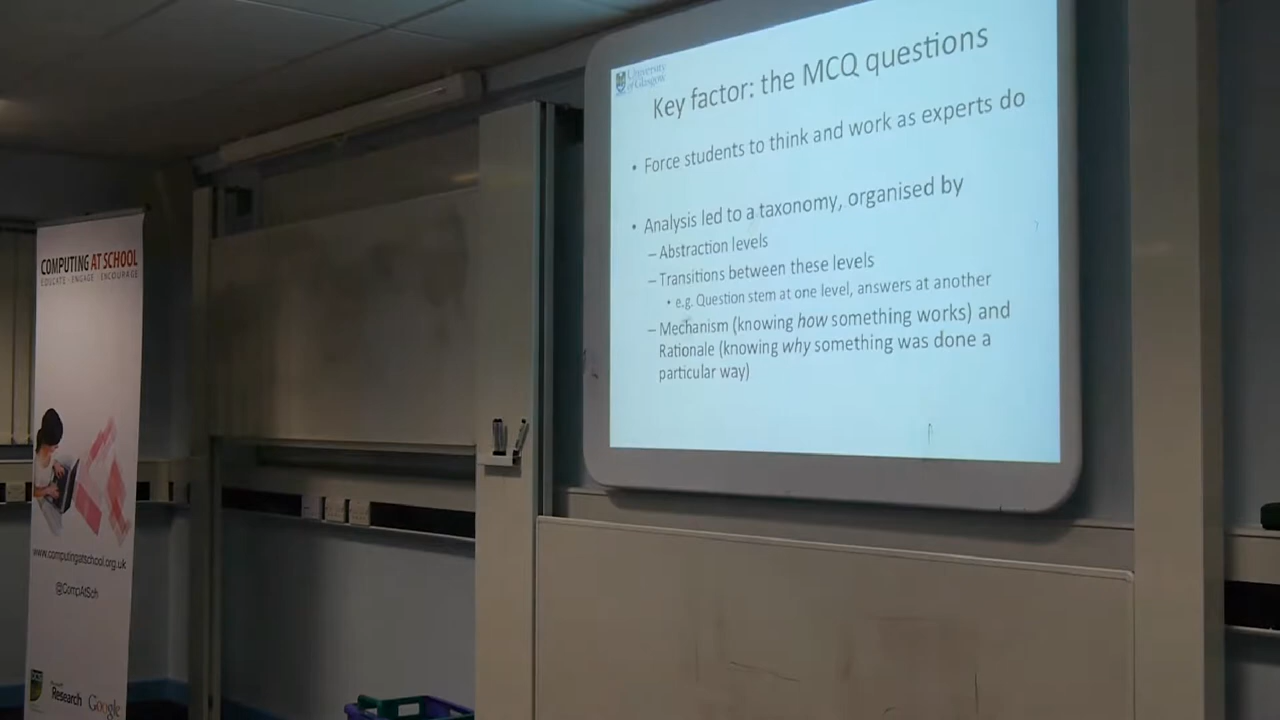 University
of Glasgow
Key factor: the MCQ questions
• Force students to think and work as experts do
• Analysis led to a taxonomy, organised by
– Abstraction levels
– Transitions between these levels
• e.g. Question stem at one level, answers at another
– Mechanism (knowing how something works) and
Rationale (knowing why something was done a
particular way)
COMPUTING AT SCHOOL
EDUCATE · ENGAGE · ENCOURAGE
www.computingatschool.org.uk
@CompAtSch
Research
Google